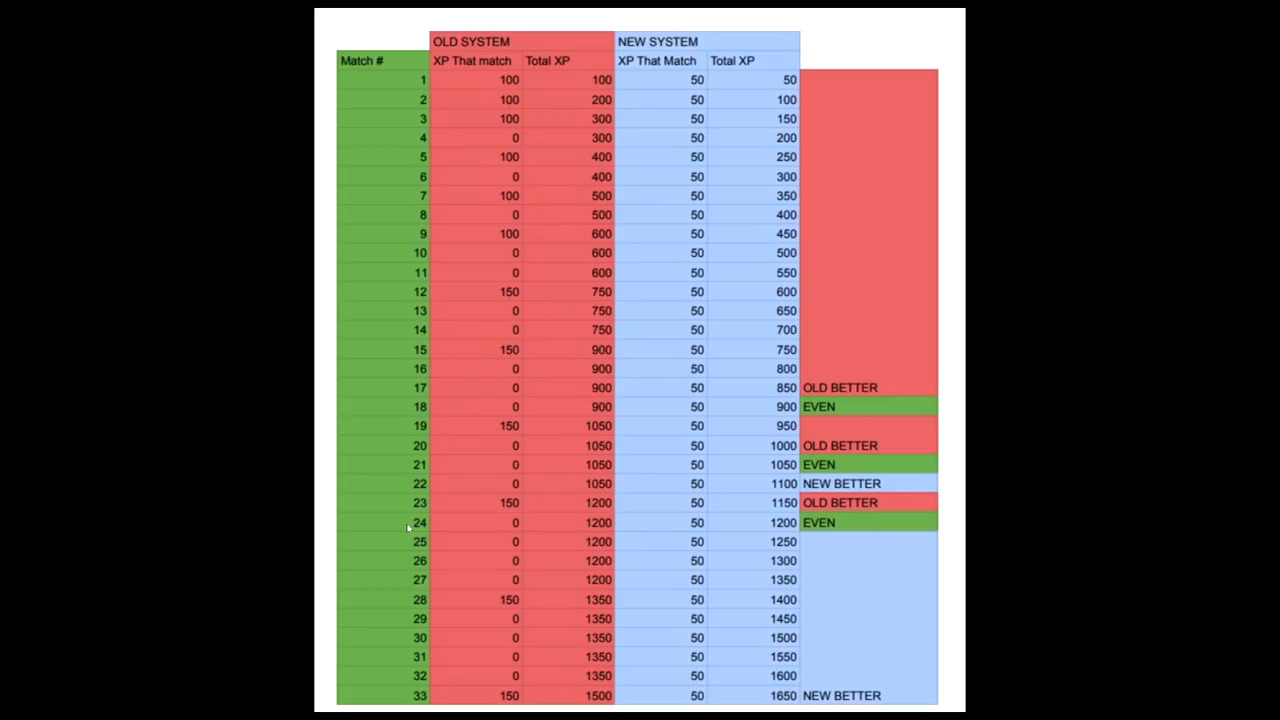 OLD SYSTEM NEW SYSTEM
Match # XP That match Total XP XP That Match Total XP
1 100 100 50 50
2 100 200 50 100
3 100 300 50 150
4 0 300 50 200
5 100 400 50 250
6 0 400 50 300
7 100 500 50 350
8 0 500 50 400
9 100 600 50 450
10 0 600 50 500
11 0 600 50 550
12 150 750 50 600
13 0 750 50 650
14 0 750 50 700
15 150 900 50 750
16 0 900 50 800
17 0 900 50 850 OLD BETTER
18 0 900 50 900 EVEN
19 150 1050 50 950
20 0 1050 50 1000 OLD BETTER
21 0 1050 50 1050 EVEN
22 0 1050 50 1100 NEW BETTER
23 150 1200 50 1150 OLD BETTER
24 0 1200 50 1200 EVEN
25 0 1200 50 1250
26 0 1200 50 1300
27 0 1200 50 1350
28 150 1350 50 1400
29 0 1350 50 1450
30 0 1350 50 1500
31 0 1350 50 1550
32 0 1350 50 1600
33 150 1500 50 1650 NEW BETTER